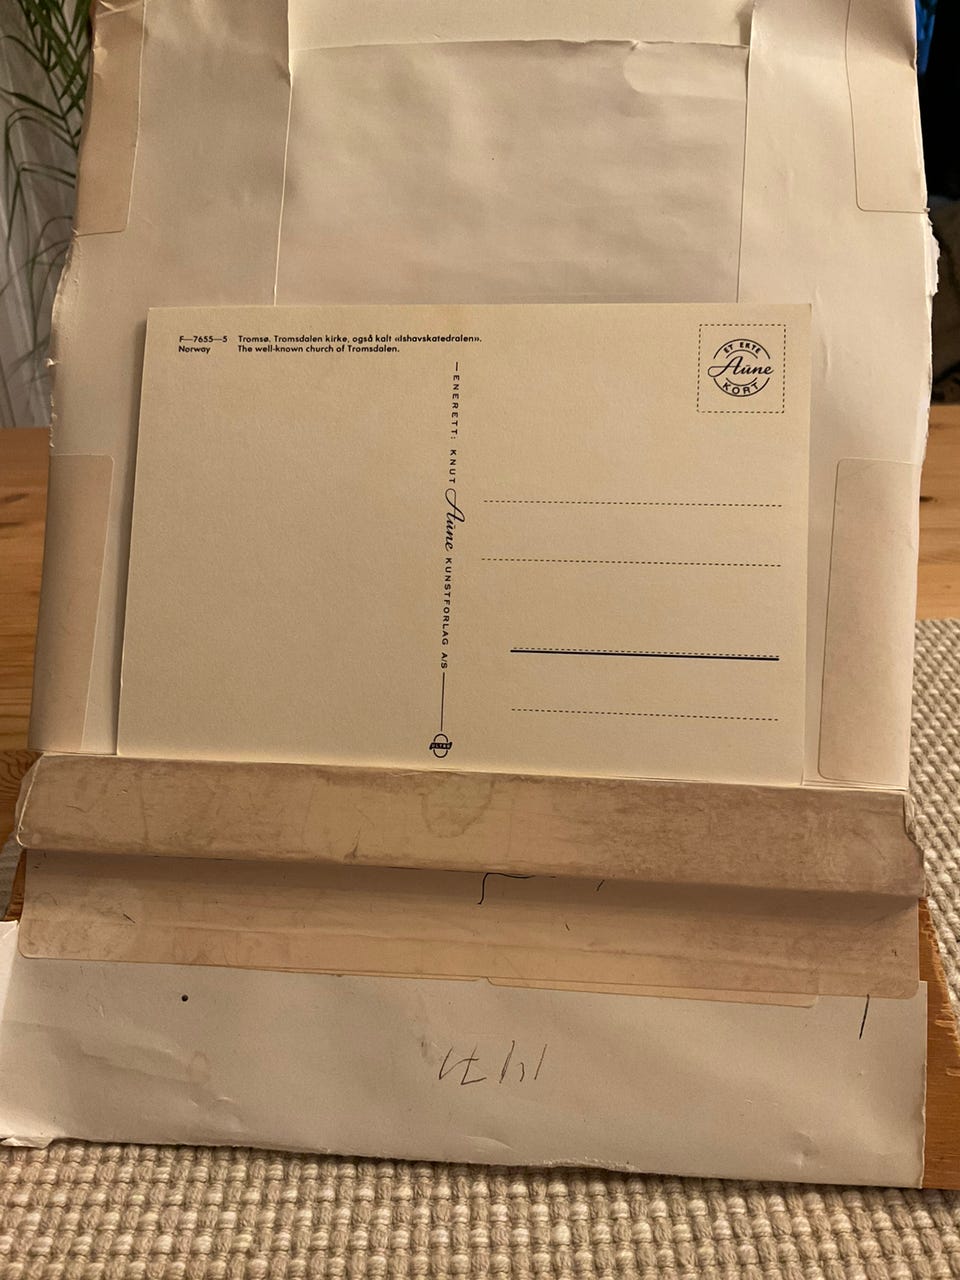 F—7655—5 Tromsø. Tromsdalen kirke, også kalt «Ishavskatedralen».
Norway The well-known church of Tromsdalen.
ET EKTE
Aune
KORT
ENERETT: KNUT Aune KUNSTFORLAG A/S